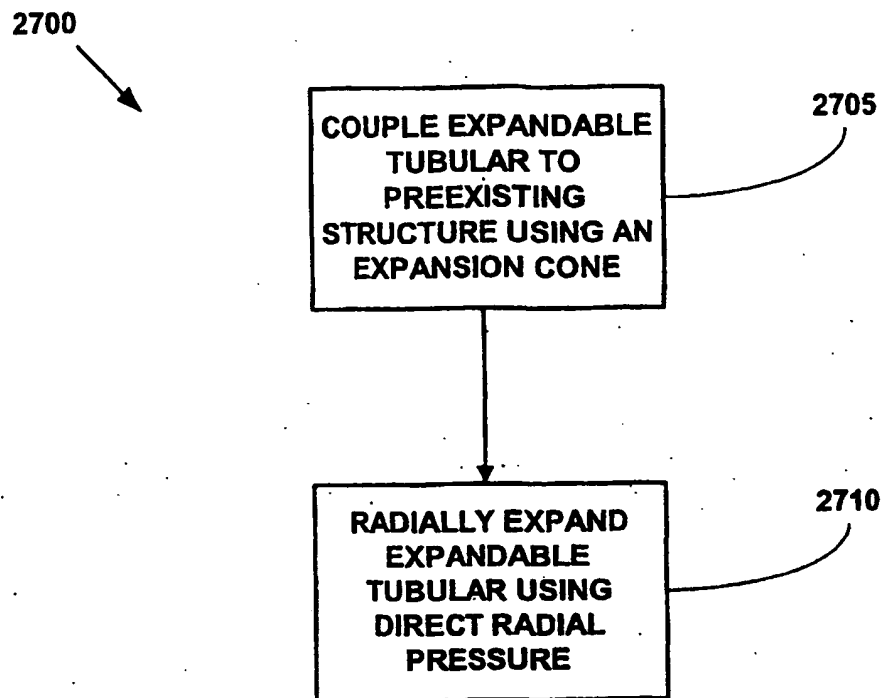 2700
COUPLE EXPANDABLE
TUBULAR TO
PREEXISTING
STRUCTURE USING AN
EXPANSION CONE
2705
RADIALLY EXPAND
EXPANDABLE
TUBULAR USING
DIRECT RADIAL
PRESSURE
2710